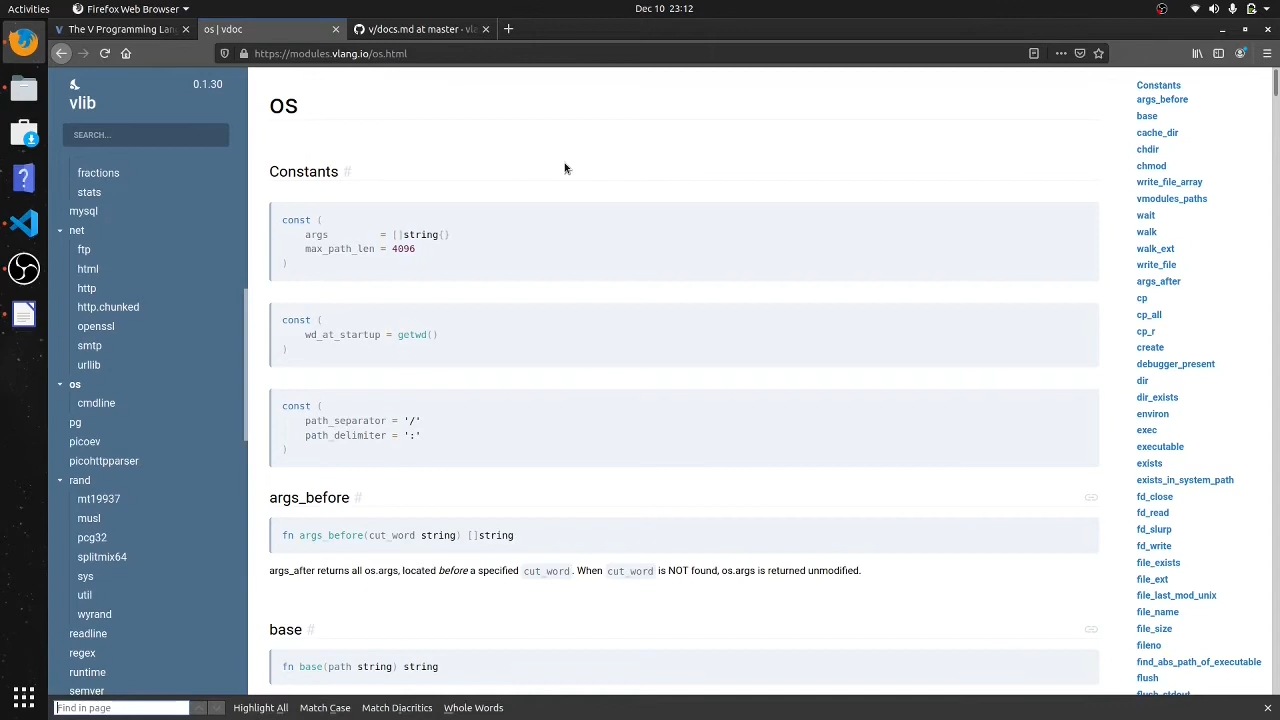 Activities
Firefox Web Browser
Dec 10 23:12
The V Programming Lan
os | vdoc
v/docs.md at master · vla
https://modules.vlang.io/os.html
0.1.30
vlib
SEARCH...
fractions
stats
mysql
net
ftp
html
http
http.chunked
openssl
smtp
urllib
os
cmdline
pg
picoev
picohttpparser
rand
mt19937
musl
pcg32
splitmix64
sys
util
wyrand
readline
regex
runtime
semver
os
Constants #
const (
args = []string{}
max_path_len = 4096
)
const (
wd_at_startup = getwd()
)
const (
path_separator = '/'
path_delimiter = ':'
)
args_before #
fn args_before(cut_word string) []string
args_after returns all os.args, located before a specified cut_word. When cut_word is NOT found, os.args is returned unmodified.
base #
fn base(path string) string
Constants
args_before
base
cache_dir
chdir
chmod
write_file_array
vmodules_paths
wait
walk
walk_ext
write_file
args_after
cp
cp_all
cp_r
create
debugger_present
dir
dir_exists
environ
exec
executable
exists
exists_in_system_path
fd_close
fd_read
fd_slurp
fd_write
file_exists
file_ext
file_last_mod_unix
file_name
file_size
fileno
find_abs_path_of_executable
flush
flush_stdout
Find in page
Highlight All
Match Case
Match Diacritics
Whole Words